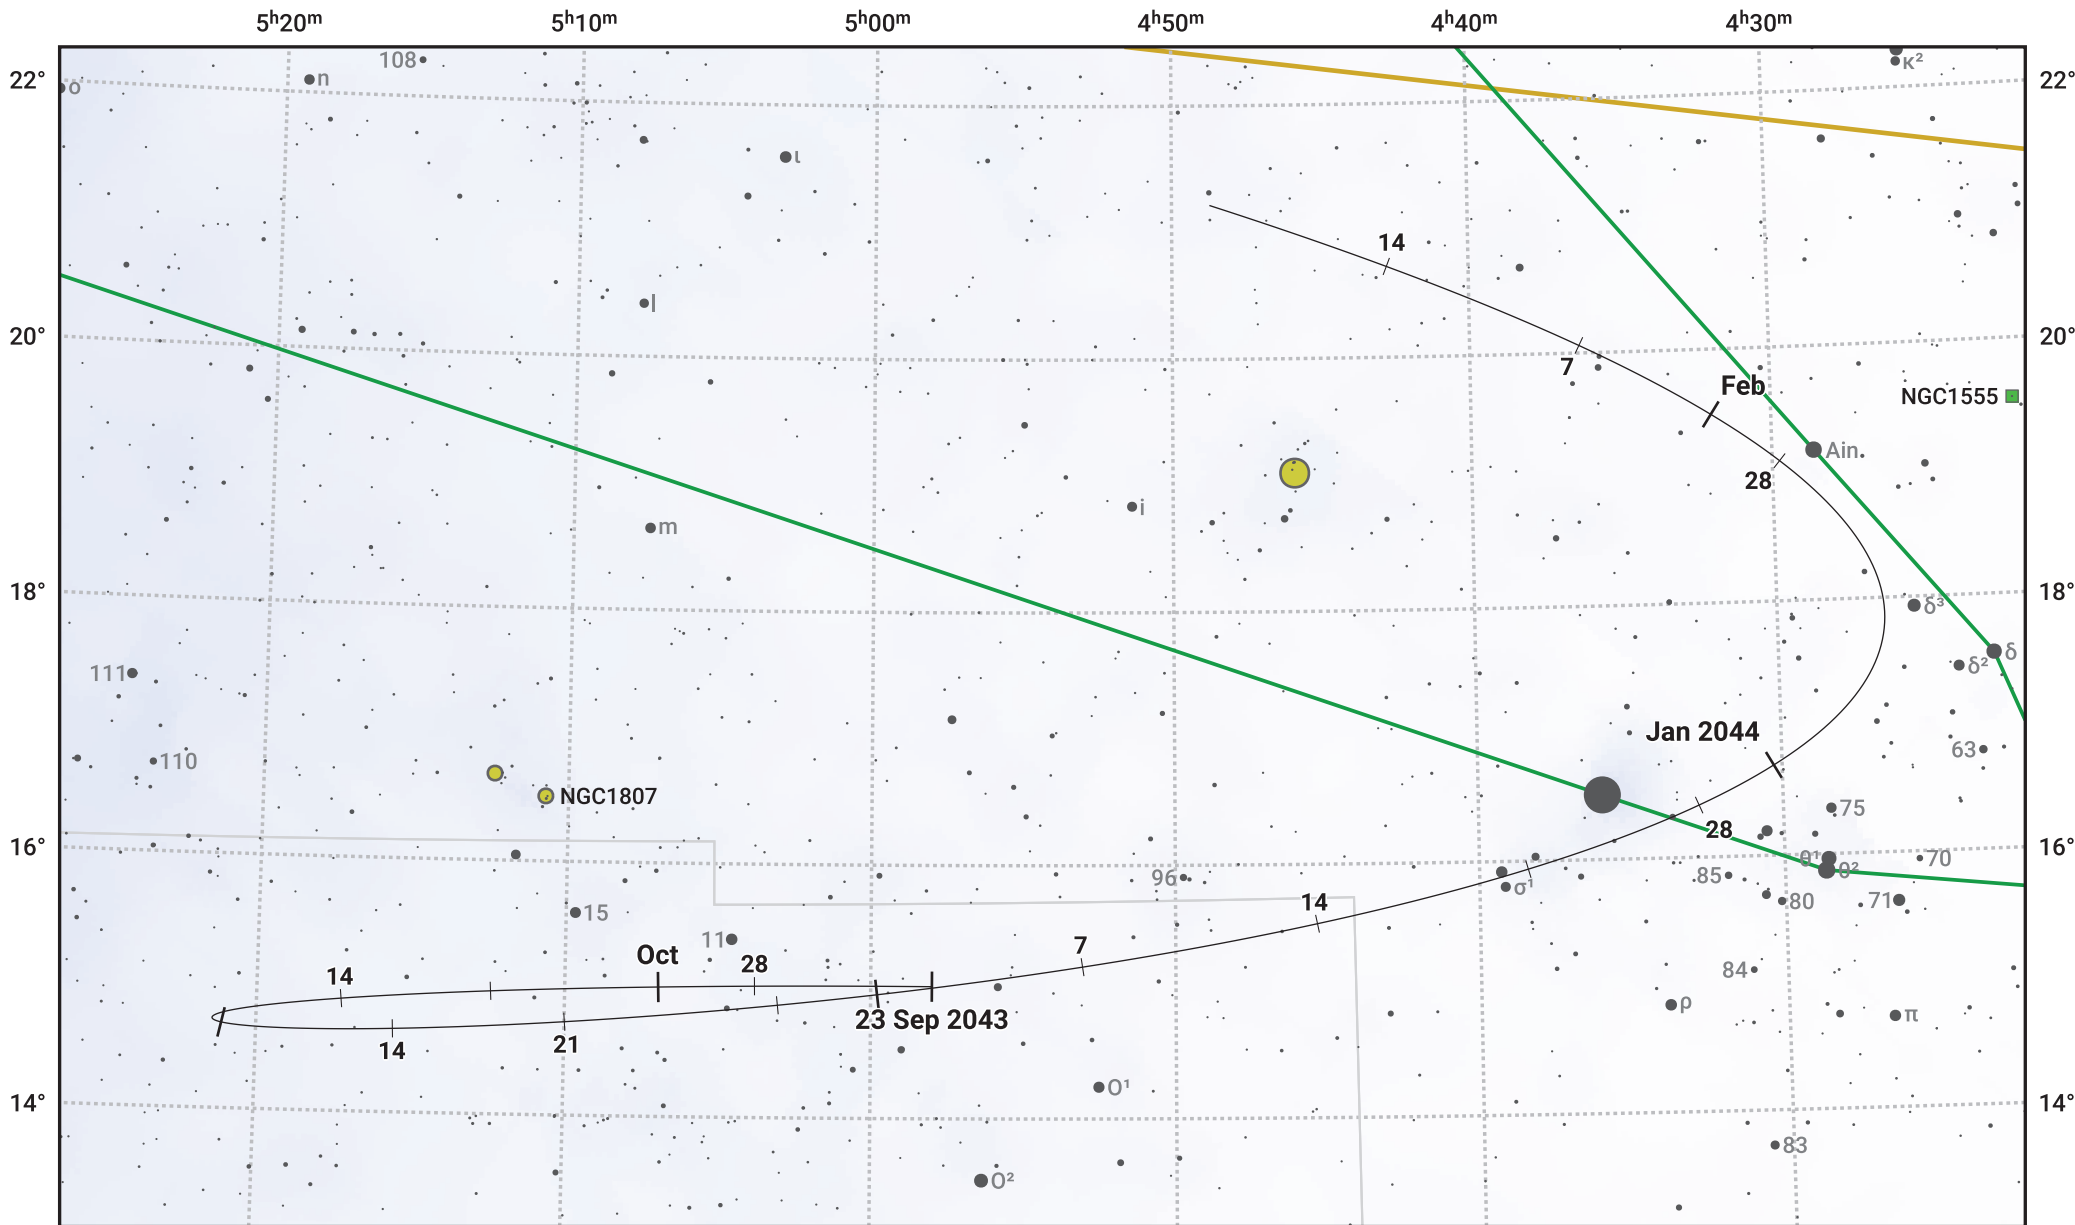 5h20m 5h10m 5h00m 4h50m 4h40m 4h30m
22° ο n 108 κ² 22°
ι
14
l
20° 7 Feb NGC1555 20°
Ain
28
i
m
18° δ³ 18°
δ
δ²
111
Jan 2044
110 63
NGC1807 75
28
16° θ¹ 70 16°
θ²
96 σ¹ 85
80 71
14
15
11
7
Oct
14 28 84
ρ
23 Sep 2043 π
14 21
O¹
14° 14°
83
O²